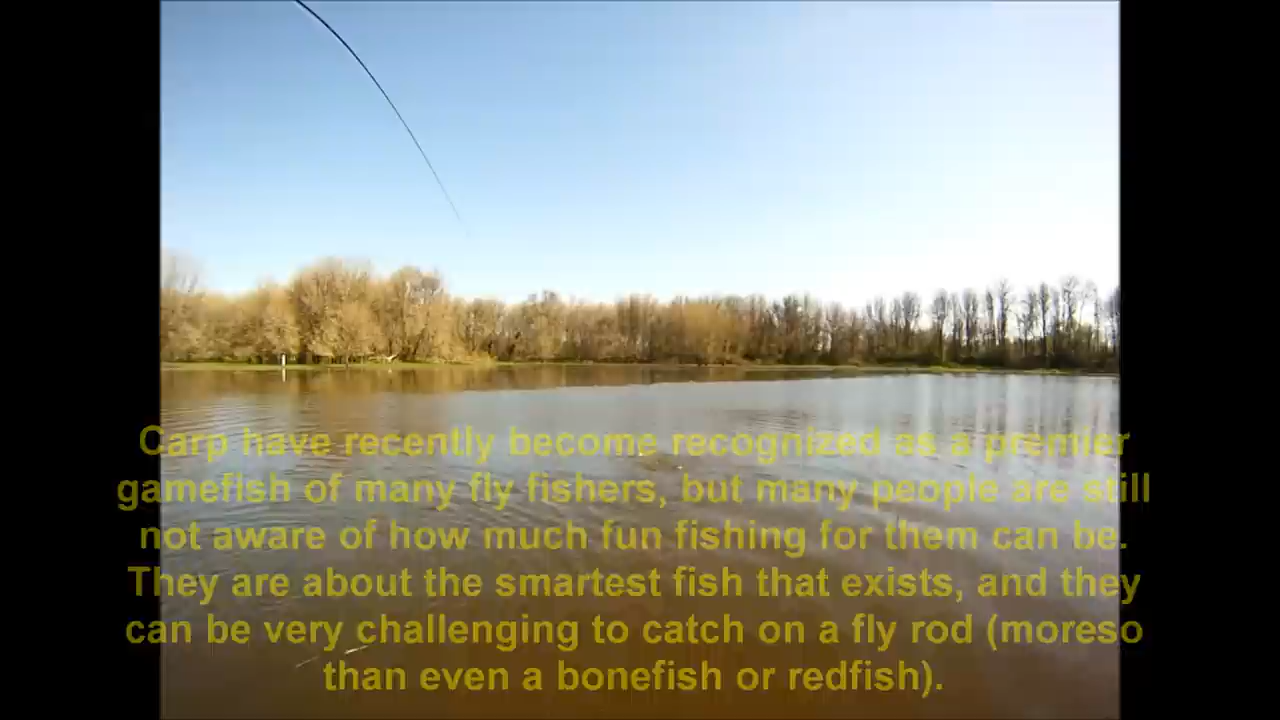 Carp have recently become recognized as a premier
gamefish of many fly fishers, but many people are still
not aware of how much fun fishing for them can be.
They are about the smartest fish that exists, and they
can be very challenging to catch on a fly rod (moreso
than even a bonefish or redfish).